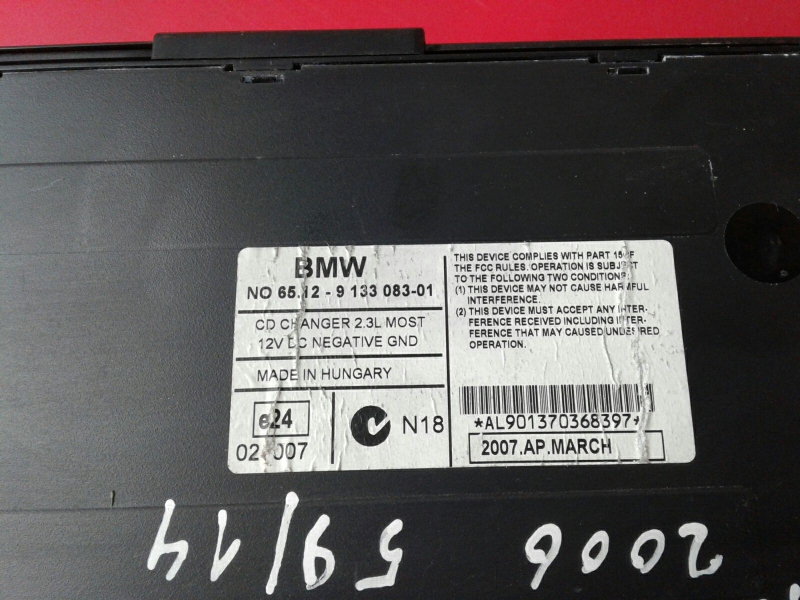 BMW
NO 65.12 - 9 133 083-01
CD CHANGER 2.3L MOST
12V DC NEGATIVE GND
MADE IN HUNGARY
e24
N18
THIS DEVICE COMPLIES WITH PART 15 OF
THE FCC RULES. OPERATION IS SUBJECT
TO THE FOLLOWING TWO CONDITIONS:
(1) THIS DEVICE MAY NOT CAUSE HARMFUL
INTERFERENCE.
(2) THIS DEVICE MUST ACCEPT ANY INTER-
FERENCE RECEIVED INCLUDING INTER-
FERENCE THAT MAY CAUSED UNDESIRED
OPERATION.
*AL901370368397*
2007.AP.MARCH
2006 59/14